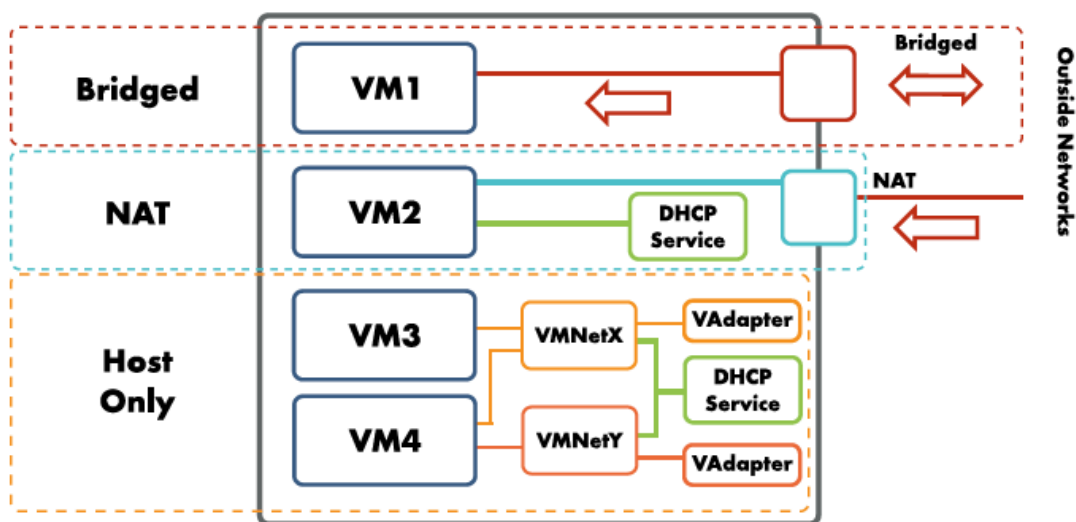 Bridged
VM1
Bridged
Outside Networks
NAT
VM2
DHCP
Service
NAT
Host
Only
VM3
VMNetX
VAdapter
DHCP
Service
VM4
VMNetY
VAdapter